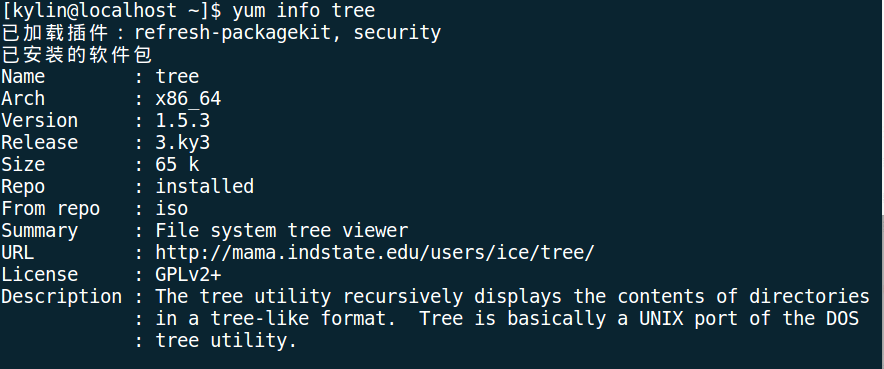 [kylin@localhost ~]$ yum info tree
已加载插件：refresh-packagekit, security
已安装的软件包
Name        : tree
Arch        : x86_64
Version     : 1.5.3
Release     : 3.ky3
Size        : 65 k
Repo        : installed
From repo   : iso
Summary     : File system tree viewer
URL         : http://mama.indstate.edu/users/ice/tree/
License     : GPLv2+
Description : The tree utility recursively displays the contents of directories
            : in a tree-like format.  Tree is basically a UNIX port of the DOS
            : tree utility.